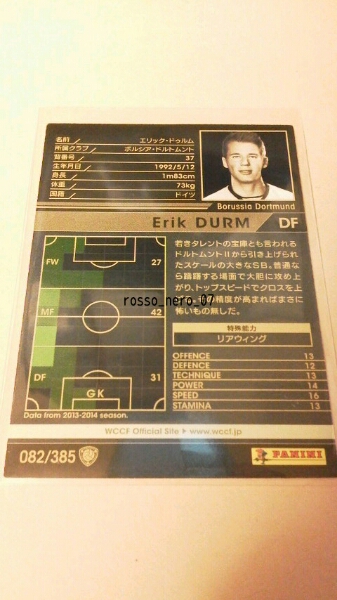 名前 エリック・ドゥルム
所属クラブ ボルシア・ドルトムント
背番号 37
生年月日 1992/5/12
身長 1m83cm
体重 73kg
国籍 ドイツ
Borussia Dortmund
Erik DURM DF
FW 27
MF 42
DF 31
GK
Data from 2013-2014 season.
若きタレントの宝庫とも言われる
ドルトムントⅡから引き上げられ
たスケールの大きなSB。普通な
ら躊躇する場面で大胆に攻め上
がり、トップスピードでクロスを上
精度が高まればまさに
怖いもの無しだ。
rosso_nero_07
特殊能力
リアウィング
OFFENCE 13
DEFENCE 12
TECHNIQUE 13
POWER 14
SPEED 16
STAMINA 13
WCCF Official Site ▶ www.wccf.jp
082/385
PANINI